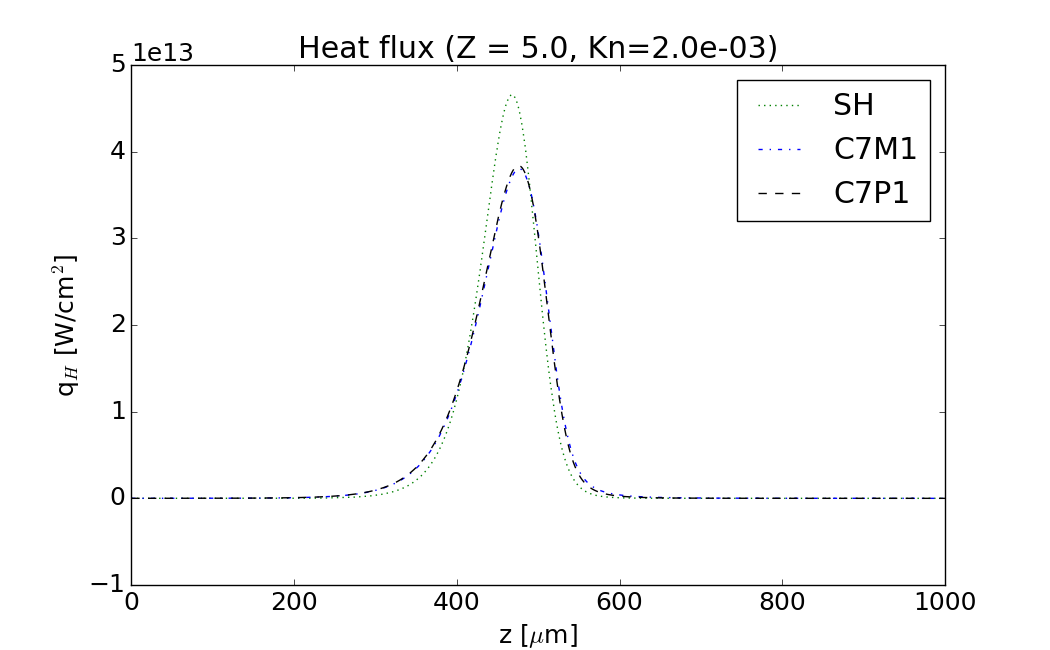 Heat flux (Z = 5.0, Kn=2.0e-03)
1e13
5
4
3
2
1
0
−1
q_H [W/cm²]
SH
C7M1
C7P1
0 200 400 600 800 1000
z [μm]